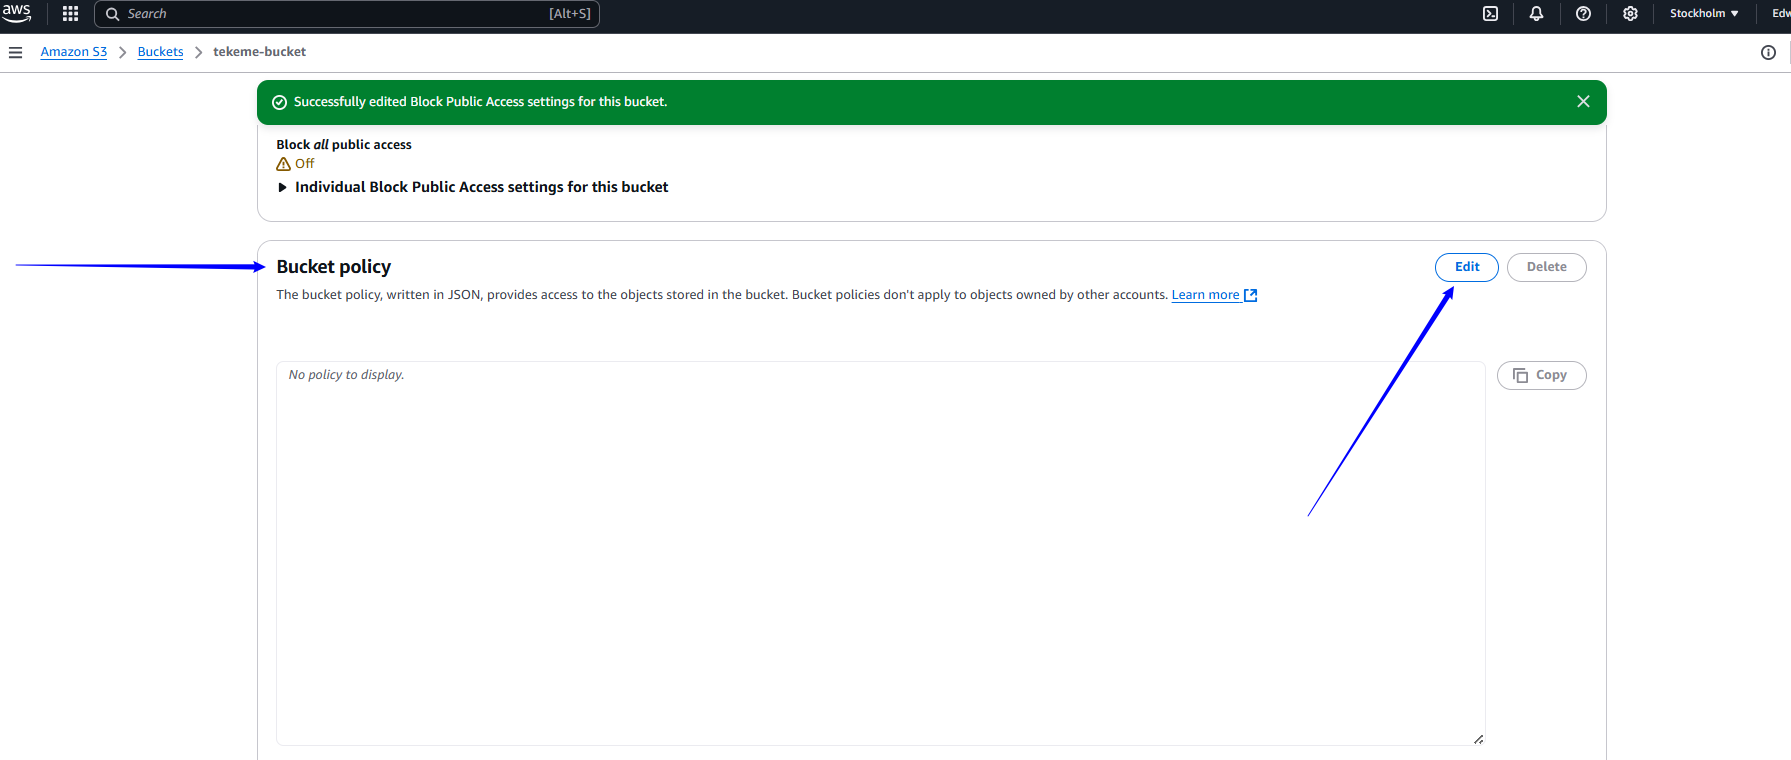 aws
Search
[Alt+S]
Stockholm
Edw
Amazon S3
Buckets
tekeme-bucket
Successfully edited Block Public Access settings for this bucket.
Block all public access
Off
Individual Block Public Access settings for this bucket
Bucket policy
Edit
Delete
The bucket policy, written in JSON, provides access to the objects stored in the bucket. Bucket policies don't apply to objects owned by other accounts. Learn more
No policy to display.
Copy